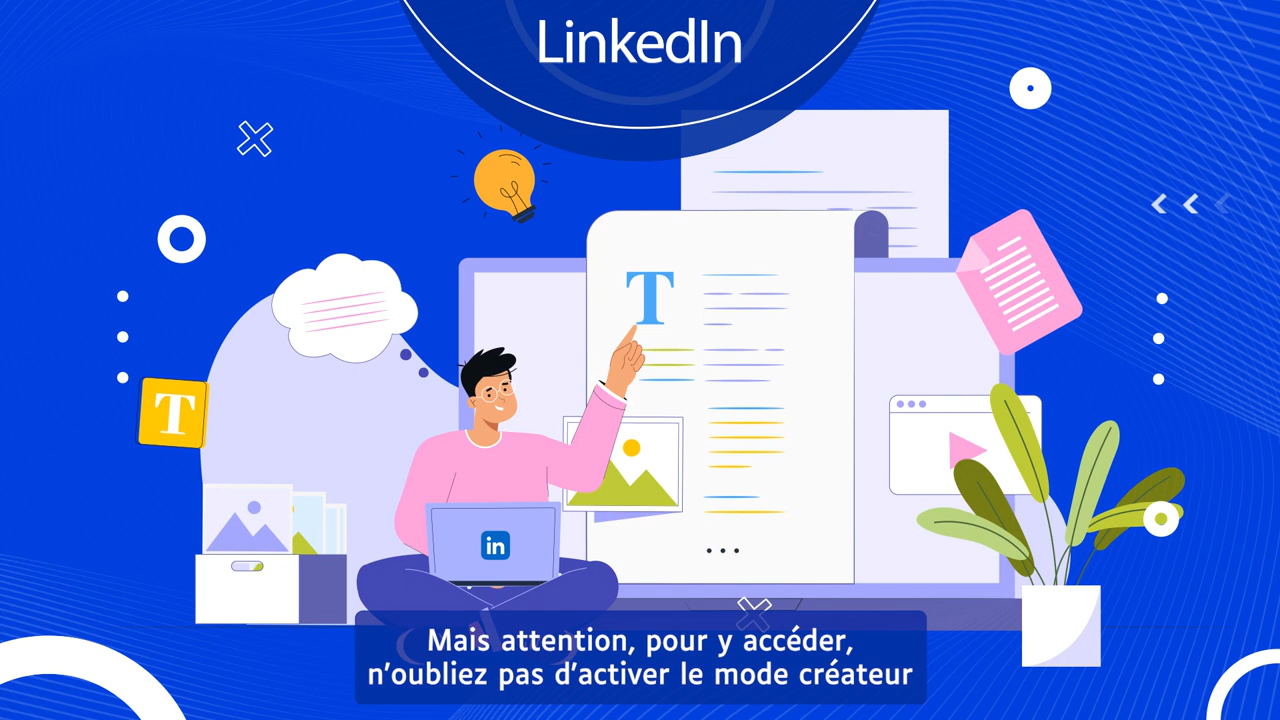 LinkedIn
T
T
in
Mais attention, pour y accéder,
n'oubliez pas d'activer le mode créateur